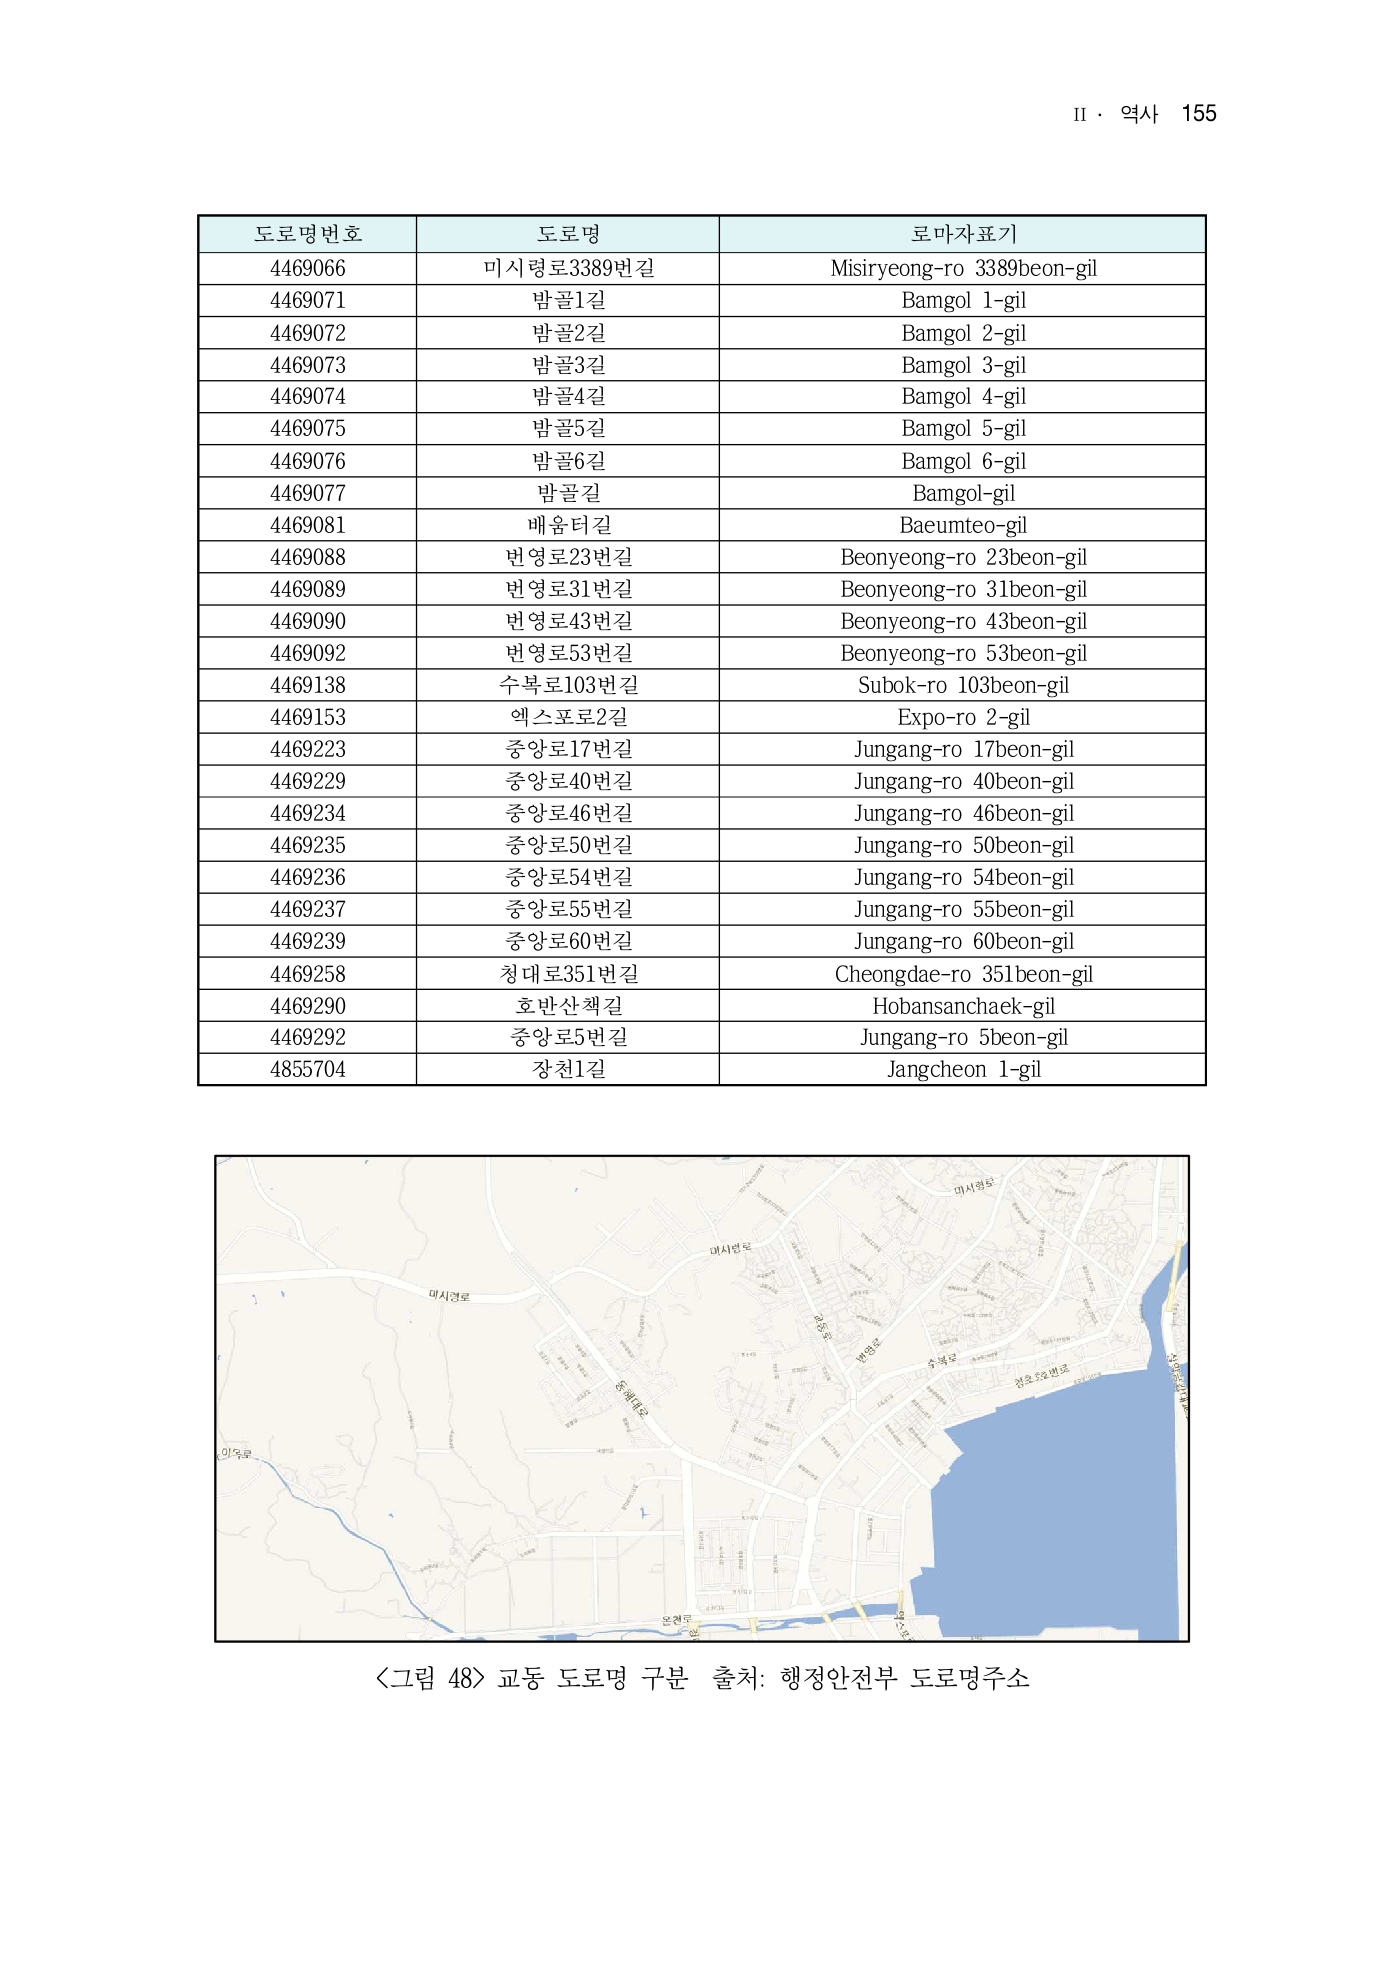 II · 역사 155
도로명번호 도로명 로마자표기
4469066 미시령로3389번길 Misiryeong-ro 3389beon-gil
4469071 밤골1길 Bamgol 1-gil
4469072 밤골2길 Bamgol 2-gil
4469073 밤골3길 Bamgol 3-gil
4469074 밤골4길 Bamgol 4-gil
4469075 밤골5길 Bamgol 5-gil
4469076 밤골6길 Bamgol 6-gil
4469077 밤골길 Bamgol-gil
4469081 배움터길 Baeumteo-gil
4469088 번영로23번길 Beonyeong-ro 23beon-gil
4469089 번영로31번길 Beonyeong-ro 31beon-gil
4469090 번영로43번길 Beonyeong-ro 43beon-gil
4469092 번영로53번길 Beonyeong-ro 53beon-gil
4469138 수복로103번길 Subok-ro 103beon-gil
4469153 엑스포로2길 Expo-ro 2-gil
4469223 중앙로17번길 Jungang-ro 17beon-gil
4469229 중앙로40번길 Jungang-ro 40beon-gil
4469234 중앙로46번길 Jungang-ro 46beon-gil
4469235 중앙로50번길 Jungang-ro 50beon-gil
4469236 중앙로54번길 Jungang-ro 54beon-gil
4469237 중앙로55번길 Jungang-ro 55beon-gil
4469239 중앙로60번길 Jungang-ro 60beon-gil
4469258 청대로351번길 Cheongdae-ro 351beon-gil
4469290 호반산책길 Hobansanchaek-gil
4469292 중앙로5번길 Jungang-ro 5beon-gil
4855704 장천1길 Jangcheon 1-gil
미시령로
미시령로
미시령로
교동로
번영로
수복로
청초호반로
동해대로
이목로
온천로
<그림 48> 교동 도로명 구분 출처: 행정안전부 도로명주소